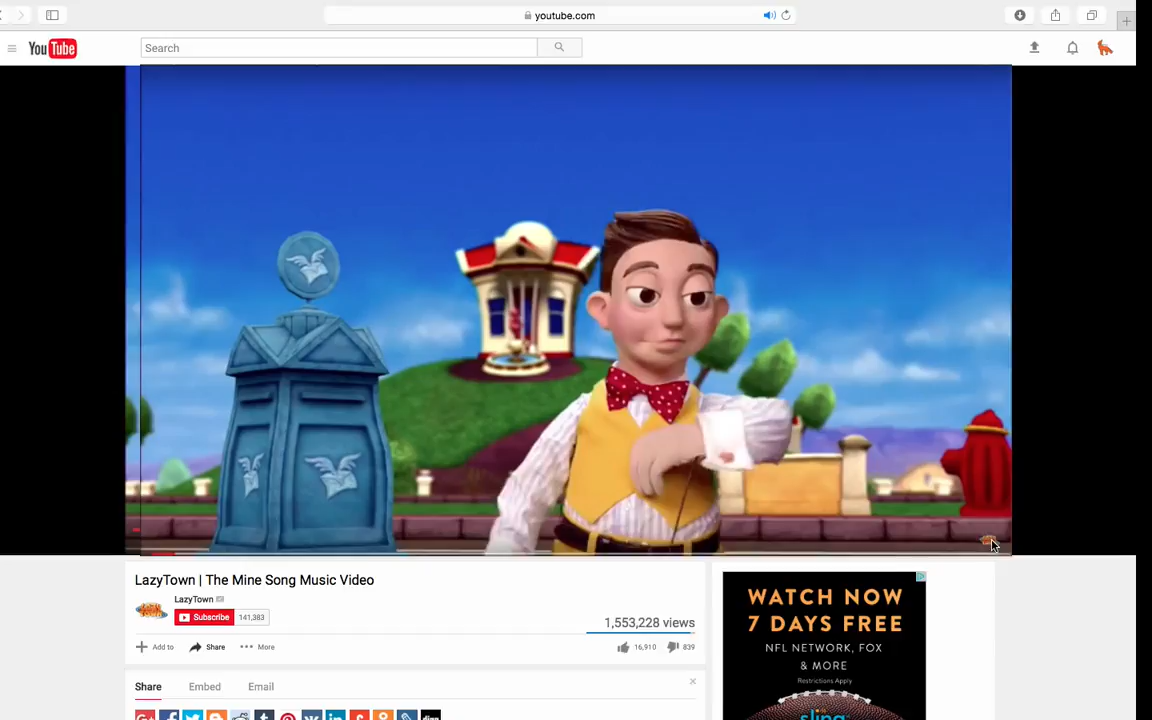 youtube.com
YouTube
Search
LazyTown | The Mine Song Music Video
LazyTown
Subscribe 141,383
1,553,228 views
Add to Share More
16,910 839
Share Embed Email
WATCH NOW
7 DAYS FREE
NFL NETWORK, FOX
& MORE
Restrictions Apply
sling
digg